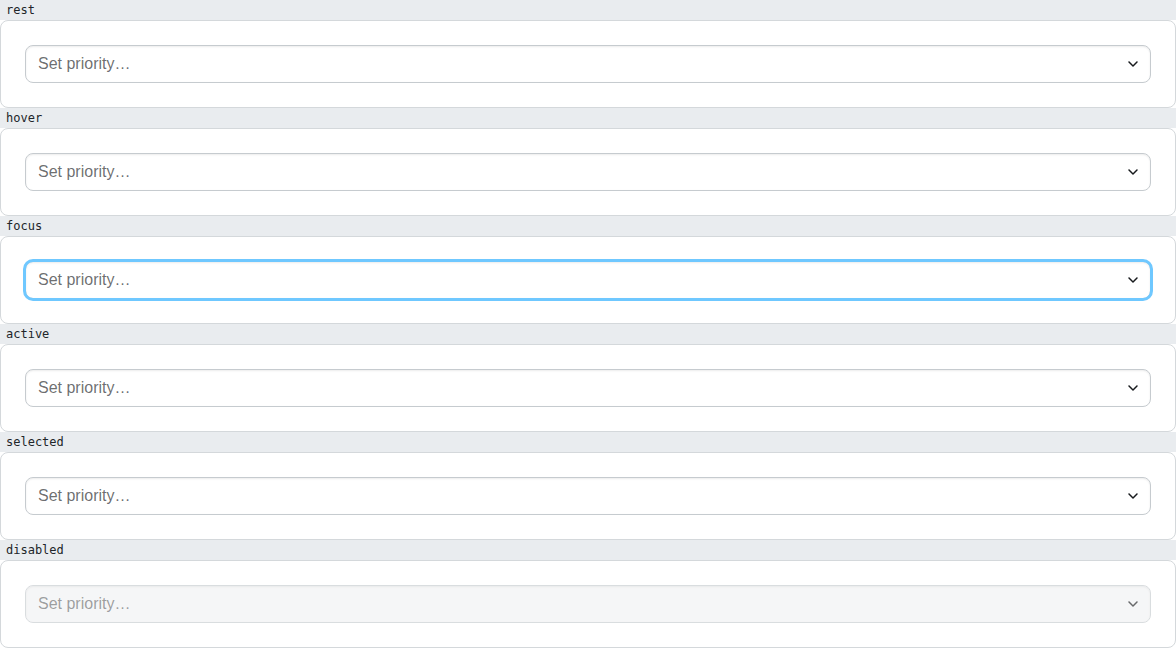 rest
Set priority…
hover
Set priority…
focus
Set priority…
active
Set priority…
selected
Set priority…
disabled
Set priority…